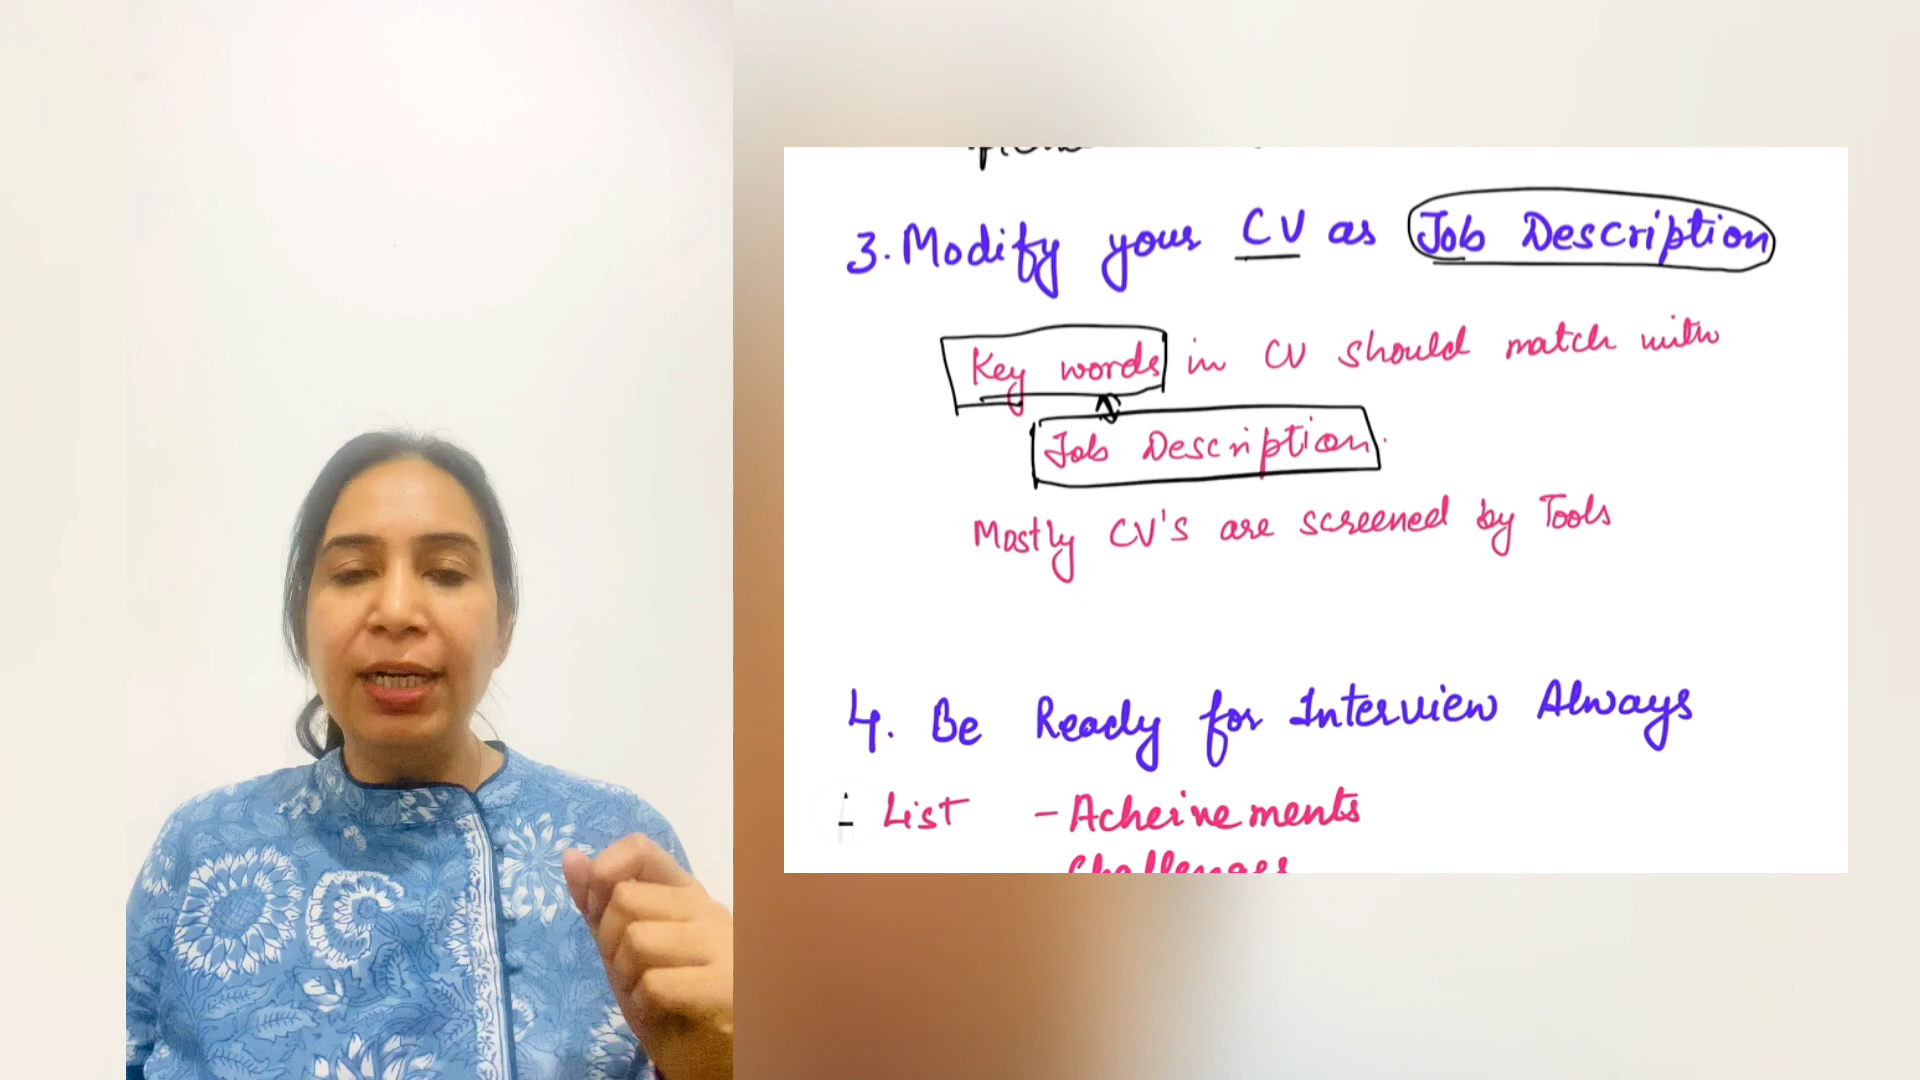 3. Modify your CV as Job Description
Key words in CV should match with
Job Description.
Mostly CV's are screened by Tools
4. Be Ready for Interview Always
List - Acheivements
Challenges